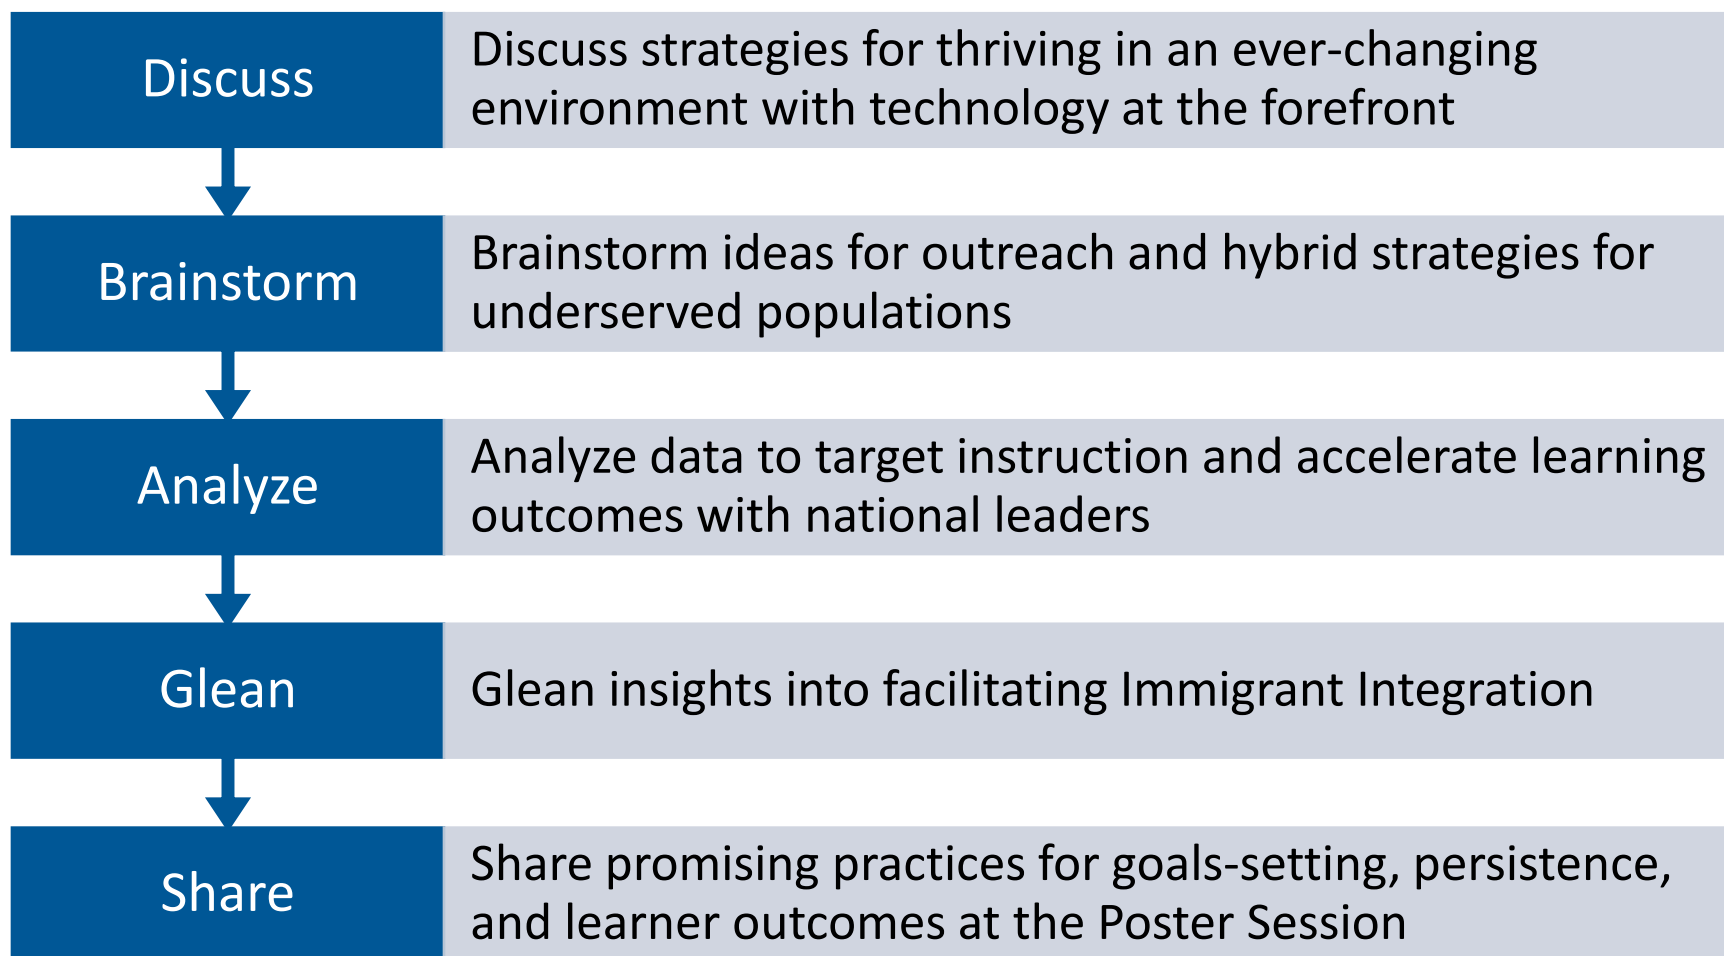 Discuss
Discuss strategies for thriving in an ever-changing
environment with technology at the forefront
Brainstorm
Brainstorm ideas for outreach and hybrid strategies for
underserved populations
Analyze
Analyze data to target instruction and accelerate learning
outcomes with national leaders
Glean
Glean insights into facilitating Immigrant Integration
Share
Share promising practices for goals-setting, persistence,
and learner outcomes at the Poster Session